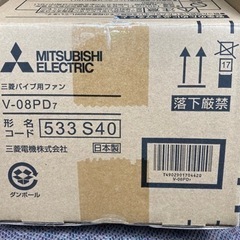 MITSUBISHI
ELECTRIC
三菱パイプ用ファン
V-08PD7
形名
コード
533 S40
三菱電機株式会社
日本製
17
落下厳禁
ダンボール
V-08PD7